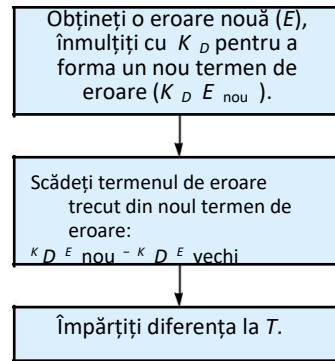 Obțineți o eroare nouă (E),
înmulțiți cu K D pentru a
forma un nou termen de
eroare (K D E nou ).
Scădeți termenul de eroare
trecut din noul termen de
eroare:
K D E nou - K D E vechi
Împărțiți diferența la T.